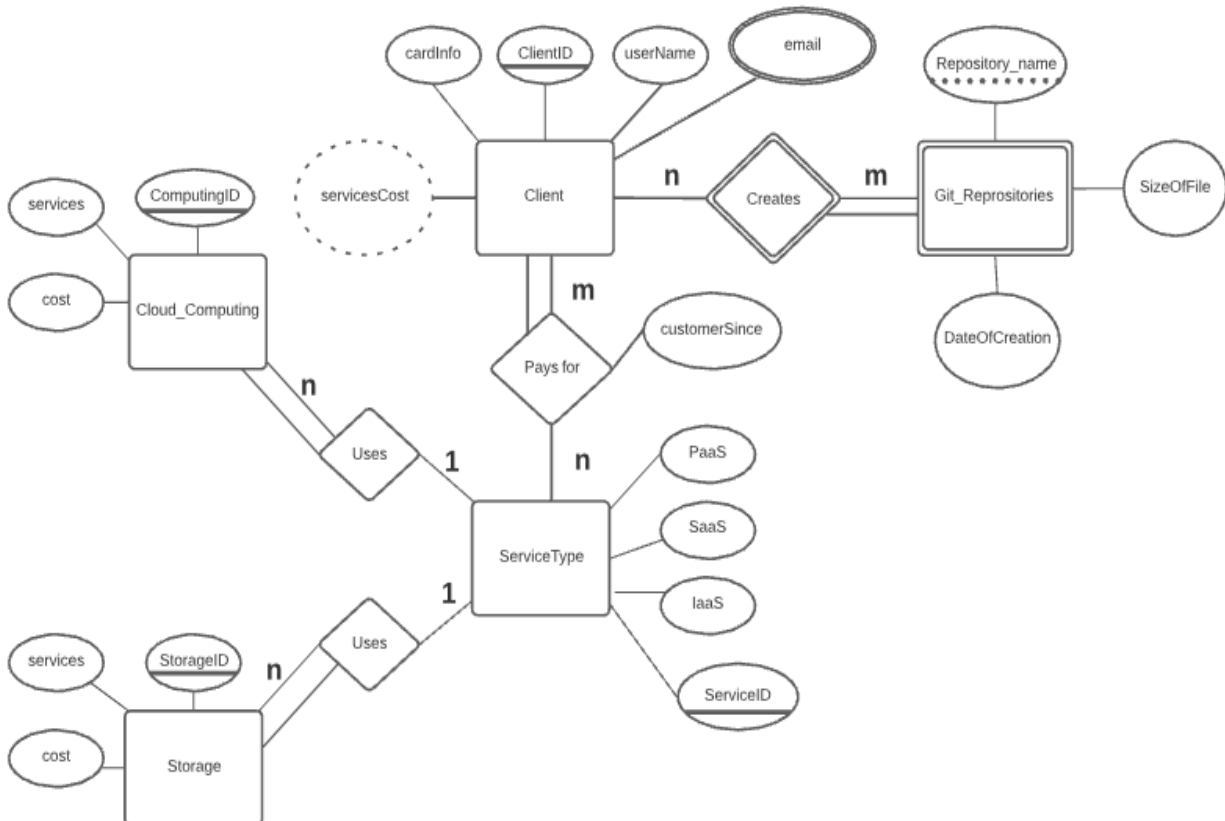 cardInfo
ClientID
userName
email
Repository_name
servicesCost
Client
n
Creates
m
Git_Reprositories
SizeOfFile
services
ComputingID
cost
Cloud_Computing
m
customerSince
DateOfCreation
Pays for
n
Uses
1
n
PaaS
SaaS
ServiceType
IaaS
1
services
StorageID
n
Uses
ServiceID
cost
Storage